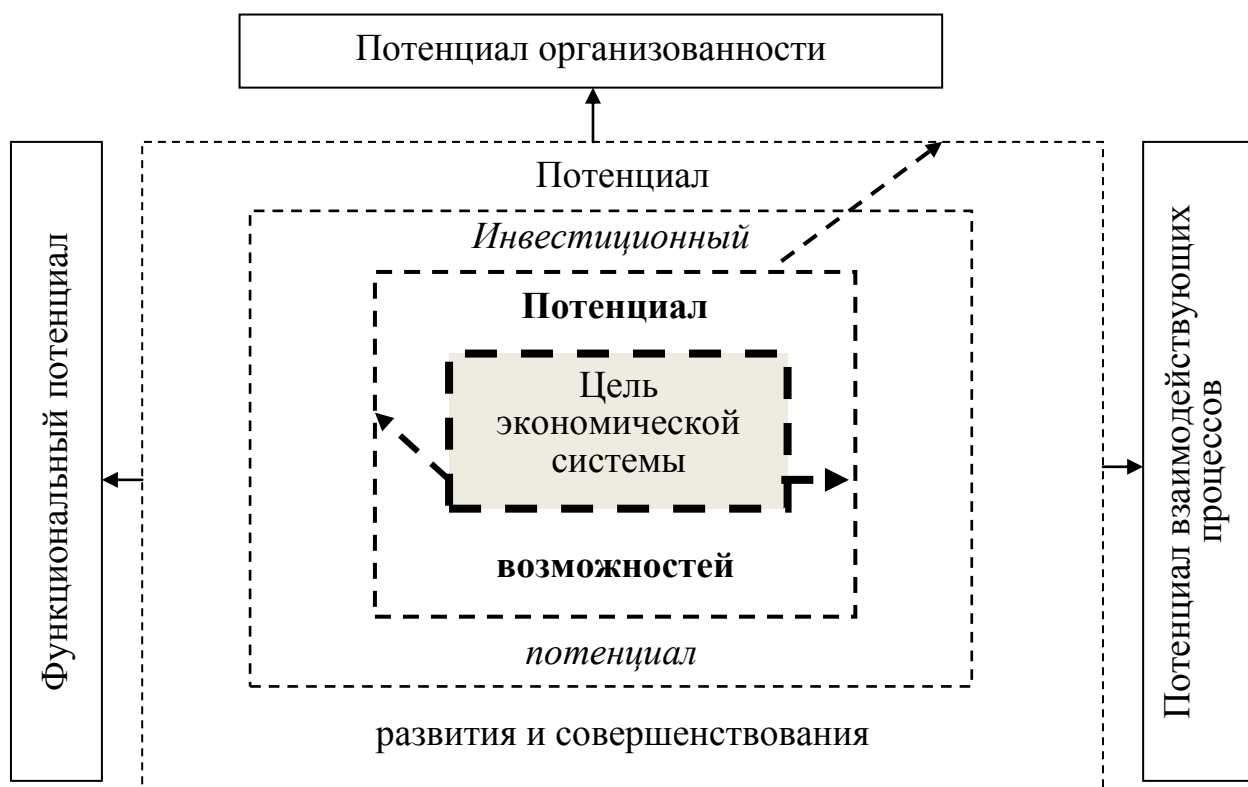 Потенциал организованности
Функциональный потенциал
Потенциал
Инвестиционный
Потенциал
Цель
экономической
системы
возможностей
потенциал
развития и совершенствования
Потенциал взаимодействующих
процессов